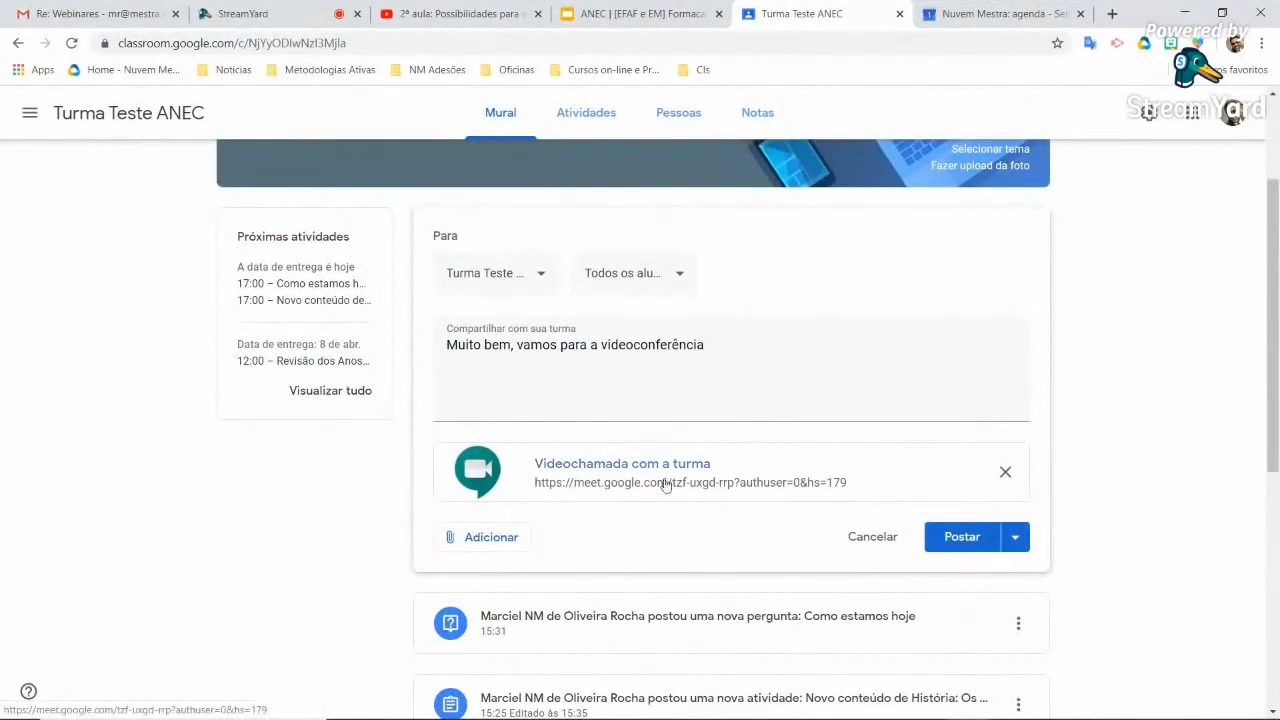 Re: Webinars - mr@mestra
StreamYard
2ª aula: Possibilidades para e
ANEC | [EFAF e EM] Formaca
Turma Teste ANEC
Nuvem Mestra: agenda - Se
classroom.google.com/c/NjYyODIwNzI3Mjla
Powered by
StreamYard
Apps
Home - Nuvem Me...
Noticias
Metodologias Ativas
NM Adesões
Oficinas
Cursos on-line e Pr...
CIs
os favoritos
Turma Teste ANEC
Mural
Atividades
Pessoas
Notas
Selecionar tema
Fazer upload da foto
Próximas atividades
A data de entrega é hoje
17:00 – Como estamos h...
17:00 – Novo conteúdo de...
Data de entrega: 8 de abr.
12:00 – Revisão dos Anos...
Visualizar tudo
Para
Turma Teste ...
Todos os alu...
Compartilhar com sua turma
Muito bem, vamos para a videoconferência
Videochamada com a turma
https://meet.google.com/tzf-uxgd-rrp?authuser=0&hs=179
Adicionar
Cancelar
Postar
Marciel NM de Oliveira Rocha postou uma nova pergunta: Como estamos hoje
15:31
Marciel NM de Oliveira Rocha postou uma nova atividade: Novo conteúdo de História: Os ...
15:25 Editado às 15:35
https://meet.google.com/tzf-uxgd-rrp?authuser=0&hs=179